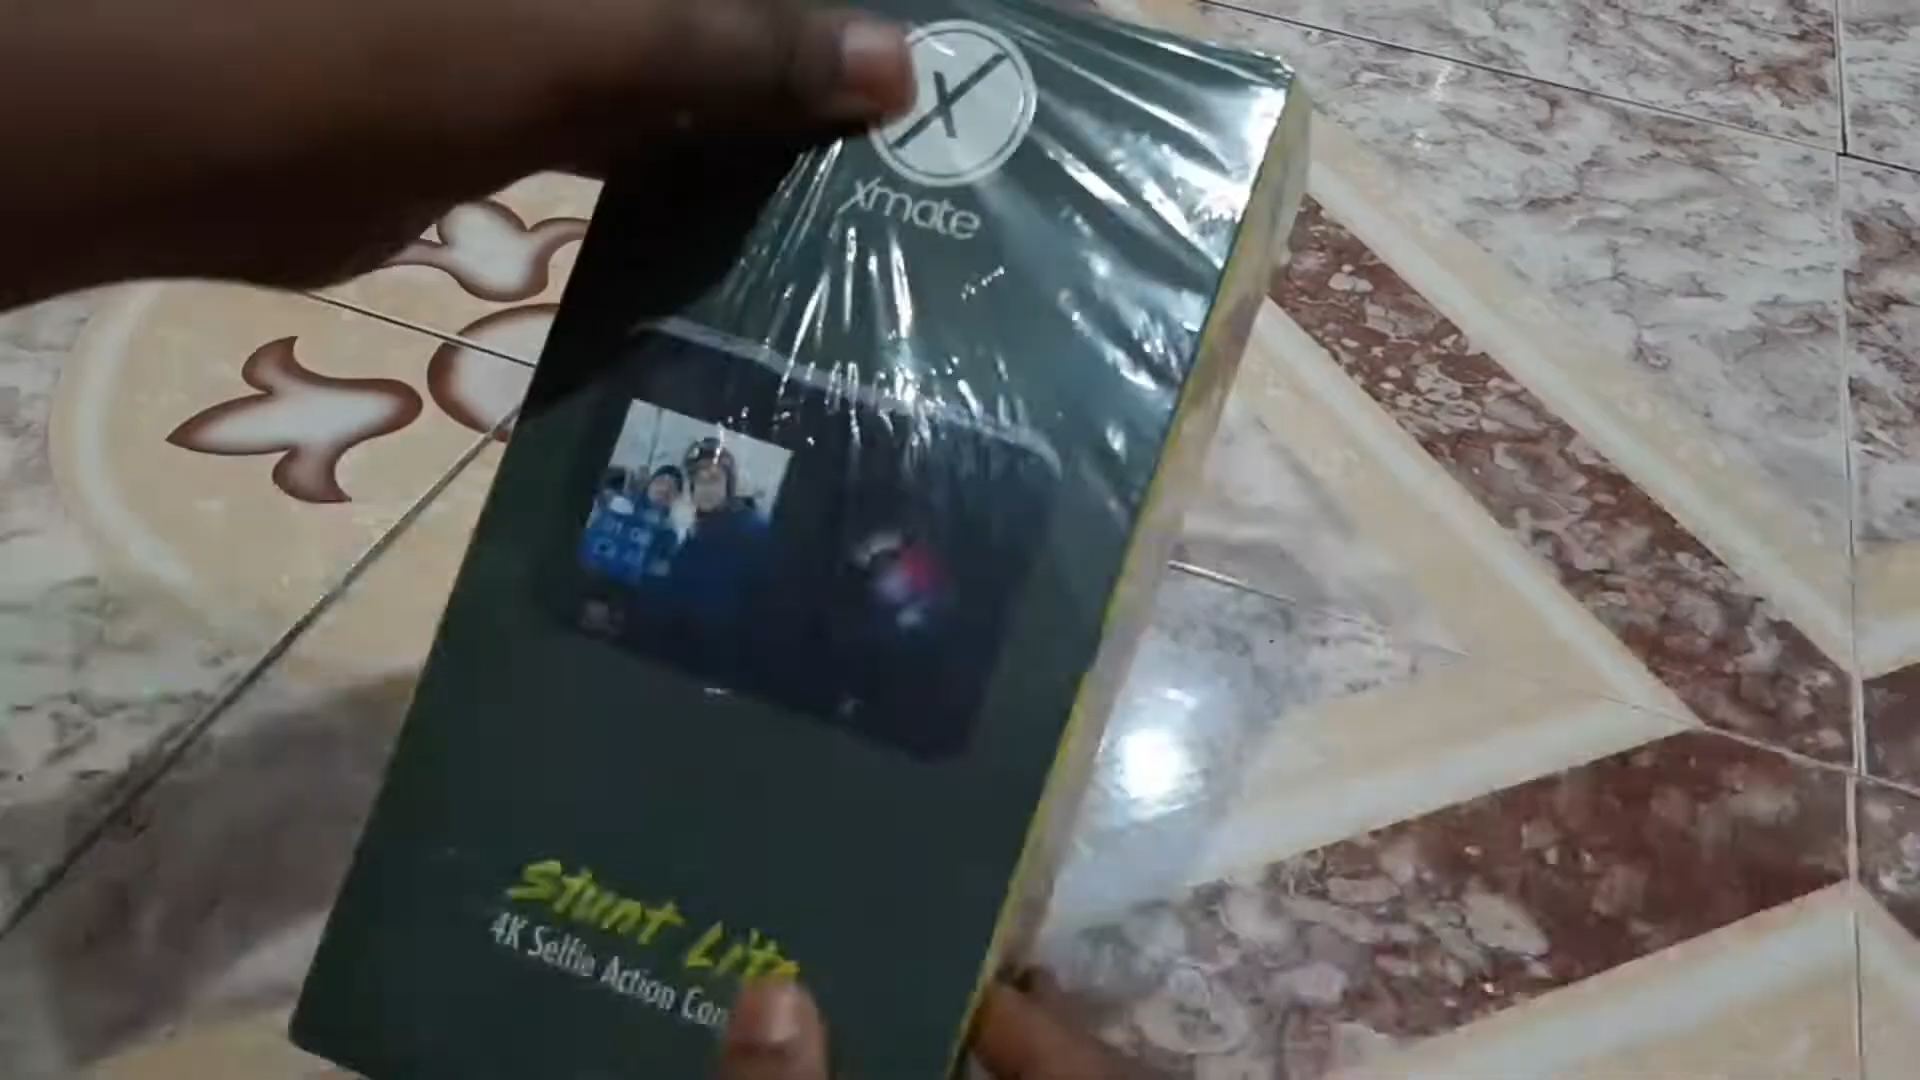 X
xmate
Stunt Lite
4K Selfie Action